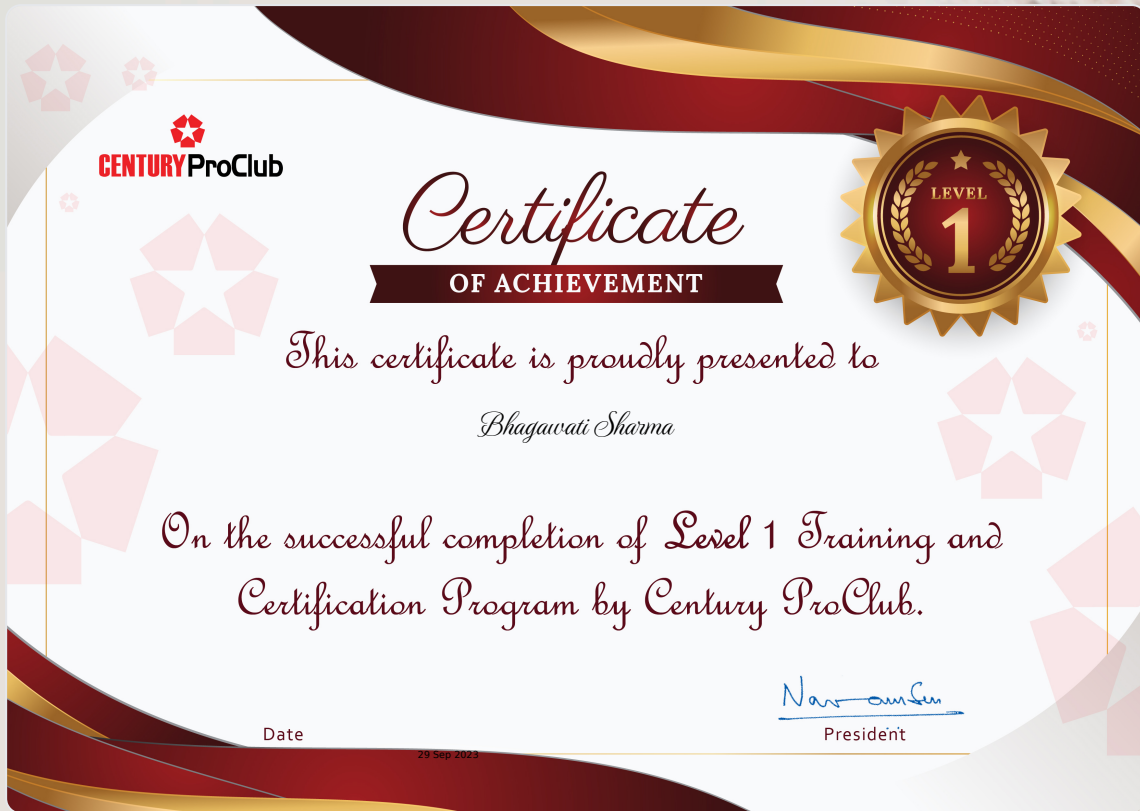 CENTURY ProClub
LEVEL
1
Certificate
OF ACHIEVEMENT
This certificate is proudly presented to
Bhagawati Sharma
On the successful completion of Level 1 Training and
Certification Program by Century ProClub.
Date
President
29 Sep 2023